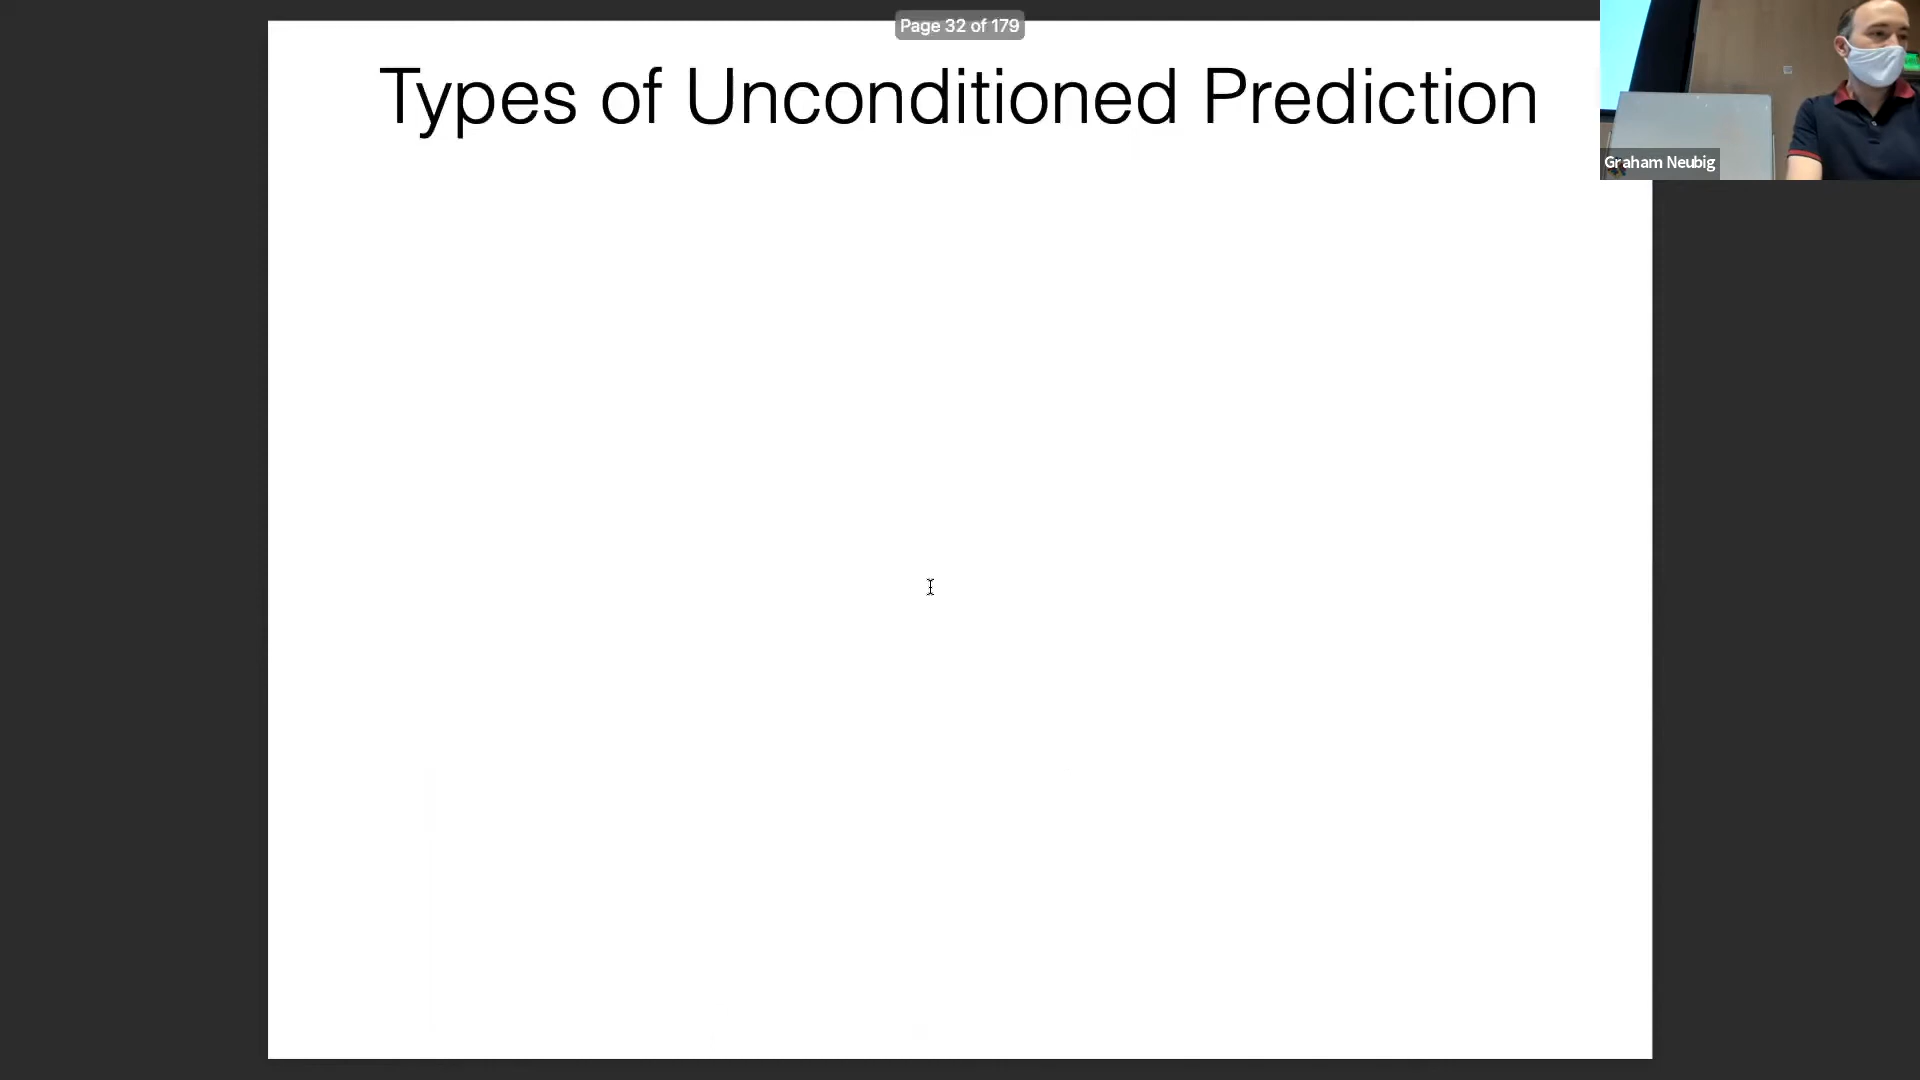 Page 32 of 179
Types of Unconditioned Prediction
Graham Neubig